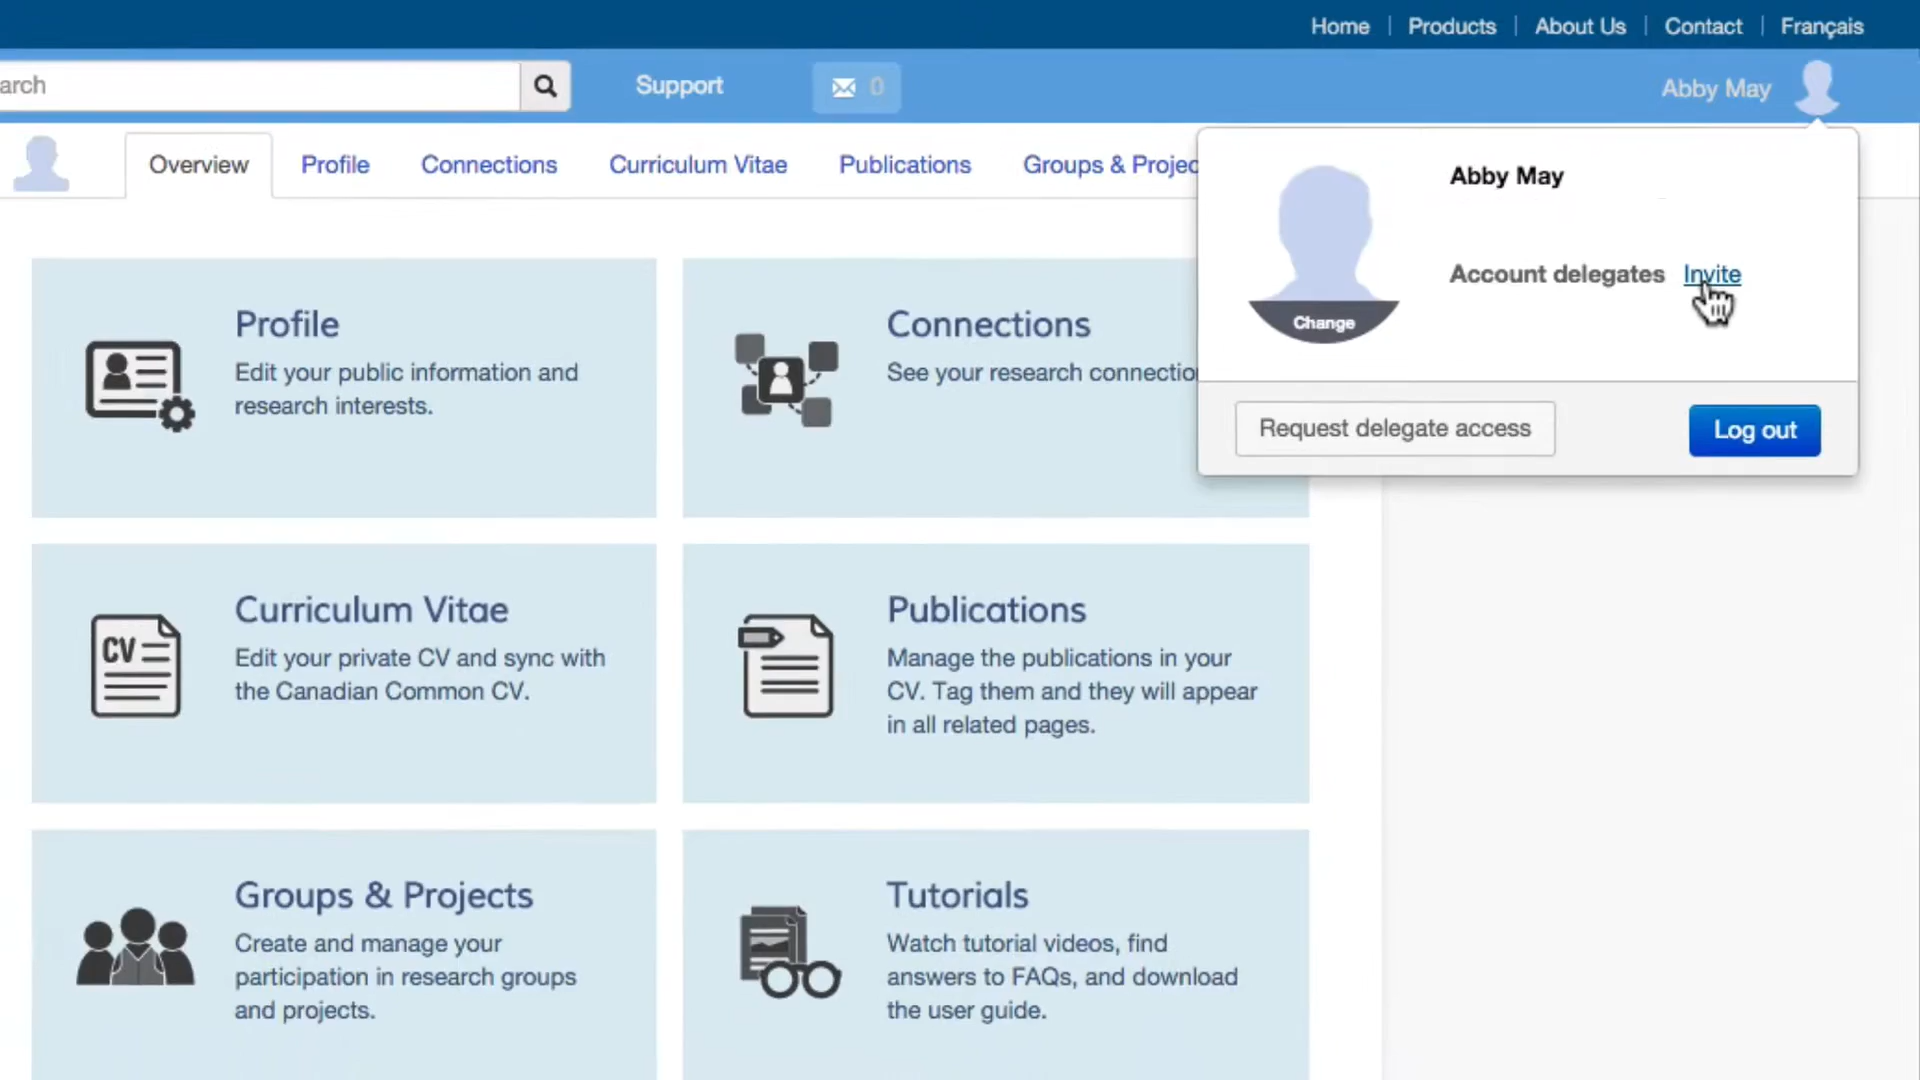 Home | Products | About Us | Contact | Français
arch
Support
0
Abby May
Overview
Profile
Connections
Curriculum Vitae
Publications
Groups & Projec
Abby May
Account delegates Invite
Change
Request delegate access
Log out
Profile
Edit your public information and
research interests.
Connections
See your research connectio
CV
Curriculum Vitae
Edit your private CV and sync with
the Canadian Common CV.
Publications
Manage the publications in your
CV. Tag them and they will appear
in all related pages.
Groups & Projects
Create and manage your
participation in research groups
and projects.
Tutorials
Watch tutorial videos, find
answers to FAQs, and download
the user guide.